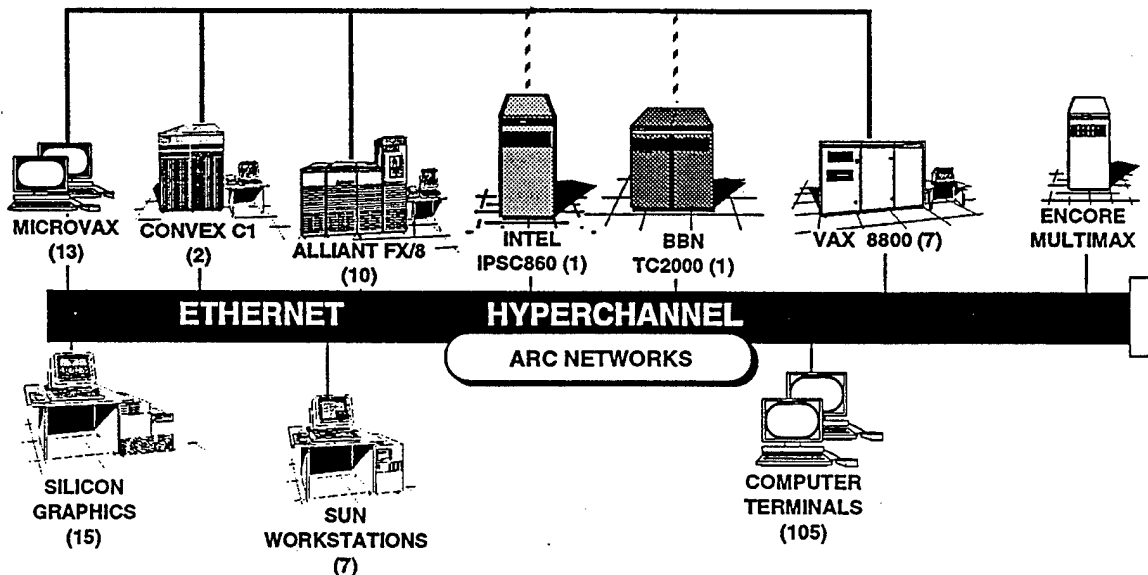 MICROVAX
(13)
CONVEX C1
(2)
ALLIANT FX/8
(10)
INTEL
IPSC860 (1)
BBN
TC2000 (1)
VAX 8800 (7)
ENCORE
MULTIMAX
ETHERNET HYPERCHANNEL
ARC NETWORKS
SILICON
GRAPHICS
(15)
SUN
WORKSTATIONS
(7)
COMPUTER
TERMINALS
(105)